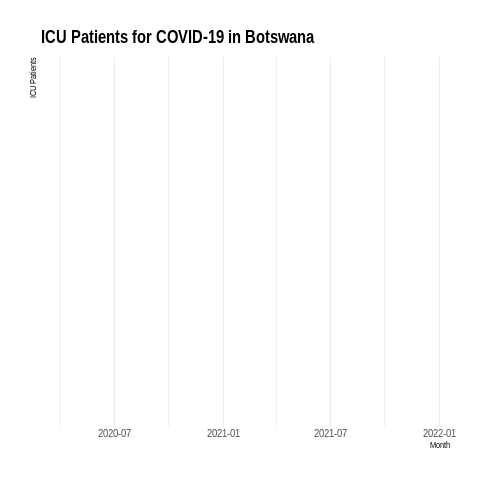 ICU Patients for COVID-19 in Botswana
ICU Patients
2020-07 2021-01 2021-07 2022-01
Month